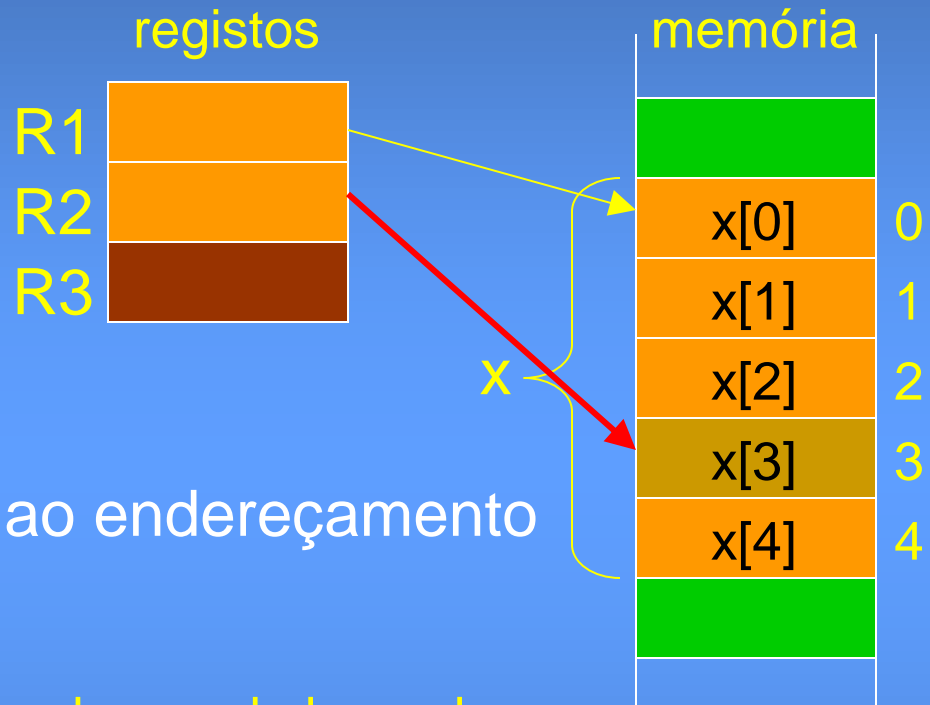 registos
memória
R1
R2
R3
x[0] 0
x[1] 1
x[2] 2
x
x[3] 3
ao endereçamento
x[4] 4